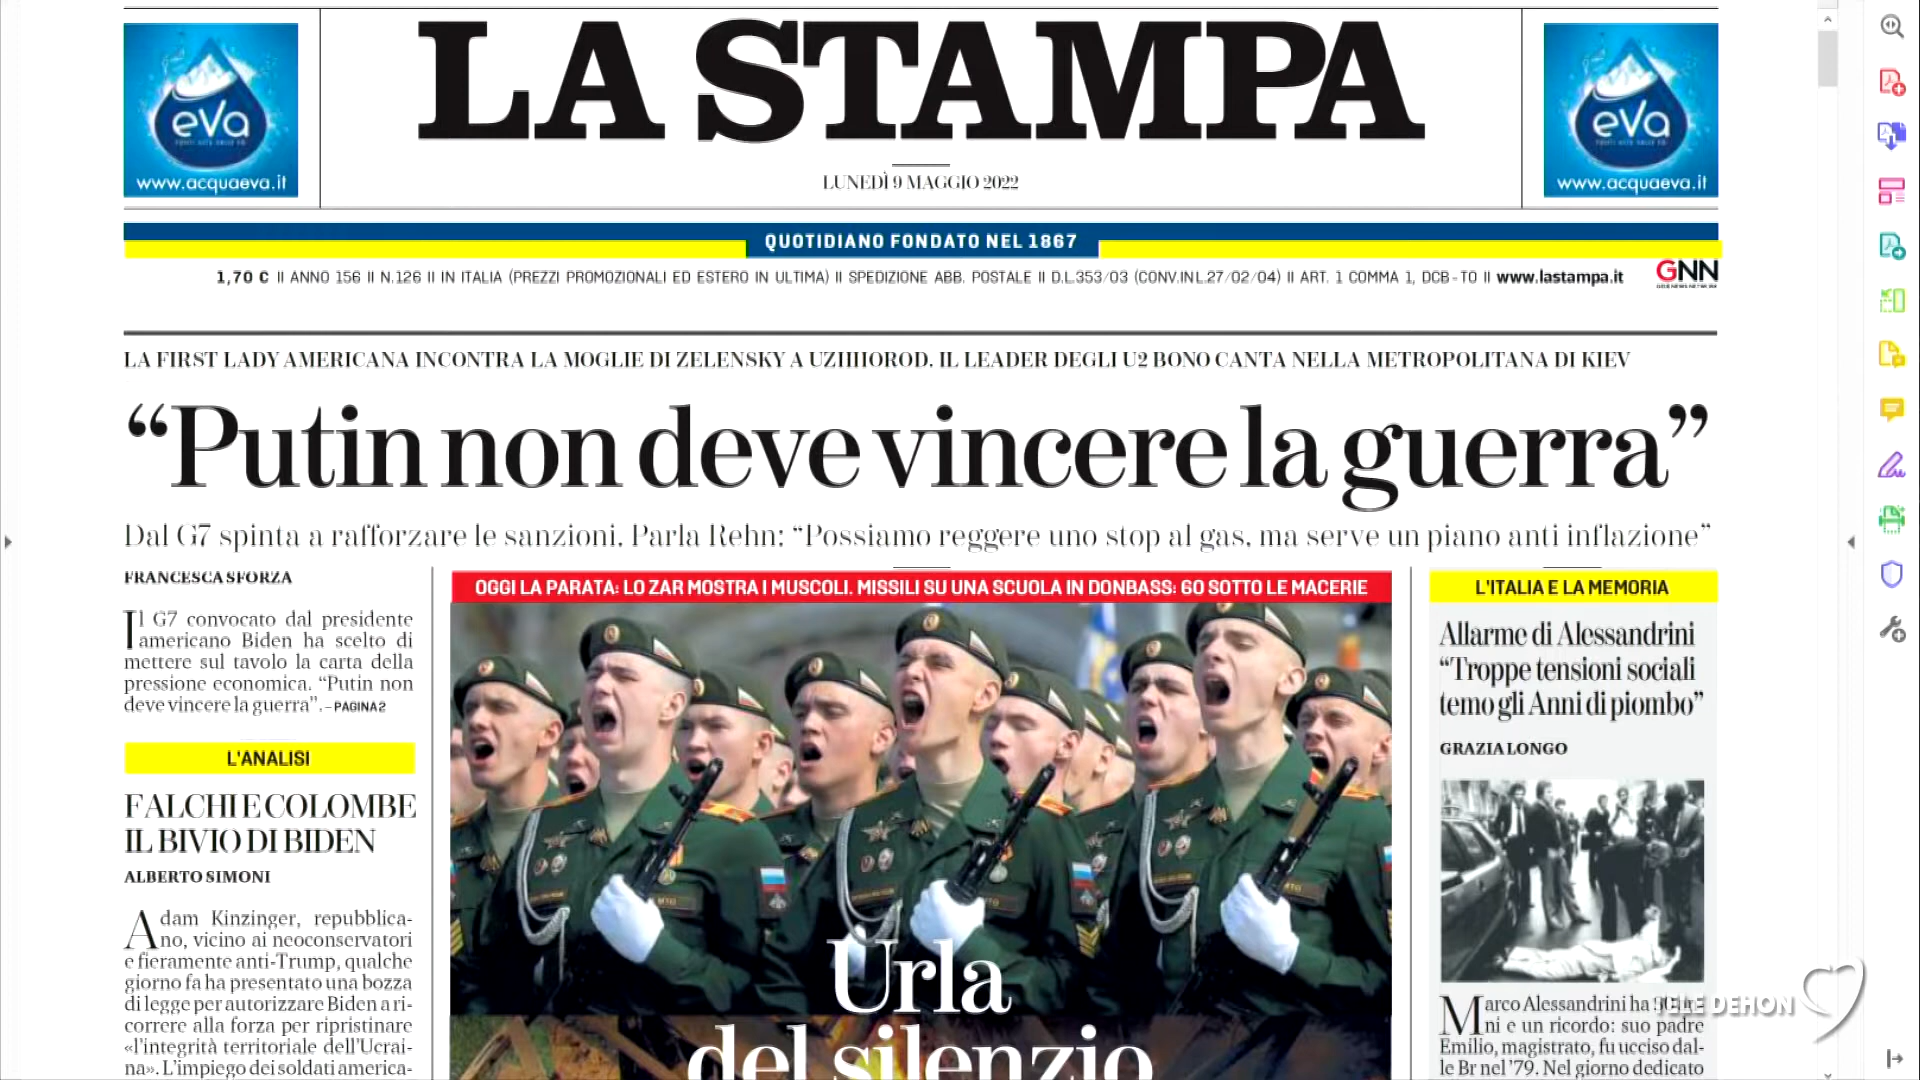 eva
www.acquaeva.it
LA STAMPA
LUNEDÌ 9 MAGGIO 2022
eva
www.acquaeva.it
QUOTIDIANO FONDATO NEL 1867
1,70 € II ANNO 156 II N.126 II IN ITALIA (PREZZI PROMOZIONALI ED ESTERO IN ULTIMA) II SPEDIZIONE ABB. POSTALE II D.L.353/03 (CONV.IN L.27/02/04) II ART. 1 COMMA 1, DCB - TO II www.lastampa.it
GNN
LA FIRST LADY AMERICANA INCONTRA LA MOGLIE DI ZELENSKY A UZHHOROD. IL LEADER DEGLI U2 BONO CANTA NELLA METROPOLITANA DI KIEV
“Putin non deve vincere la guerra”
Dal G7 spinta a rafforzare le sanzioni. Parla Rehn: “Possiamo reggere uno stop al gas, ma serve un piano anti inflazione”
FRANCESCA SFORZA
Il G7 convocato dal presidente
americano Biden ha scelto di
mettere sul tavolo la carta della
pressione economica. “Putin non
deve vincere la guerra”. – PAGINA 2
L'ANALISI
FALCHI E COLOMBE
IL BIVIO DI BIDEN
ALBERTO SIMONI
Adam Kinzinger, repubblica-
no, vicino ai neoconservatori
e fieramente anti-Trump, qualche
giorno fa ha presentato una bozza
di legge per autorizzare Biden a ri-
correre alla forza per ripristinare
«l'integrità territoriale dell'Ucrai-
na». L'impiego dei soldati america-
OGGI LA PARATA: LO ZAR MOSTRA I MUSCOLI. MISSILI SU UNA SCUOLA IN DONBASS: 60 SOTTO LE MACERIE
Urla
del silenzio
L'ITALIA E LA MEMORIA
Allarme di Alessandrini
“Troppe tensioni sociali
temo gli Anni di piombo”
GRAZIA LONGO
Marco Alessandrini ha
ni e un ricordo: suo padre
Emilio, magistrato, fu ucciso dal-
le Br nel '79. Nel giorno dedicato
TELE DEHON